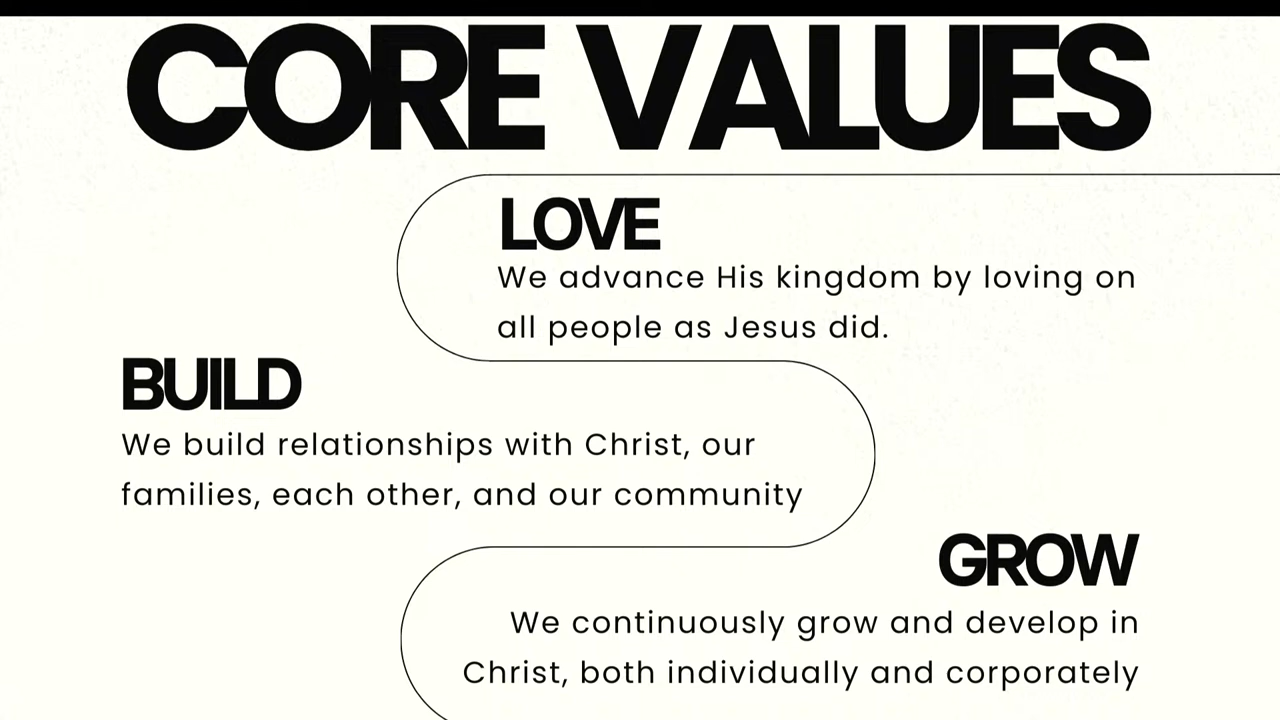 CORE VALUES
LOVE
We advance His kingdom by loving on
all people as Jesus did.
BUILD
We build relationships with Christ, our
families, each other, and our community
GROW
We continuously grow and develop in
Christ, both individually and corporately